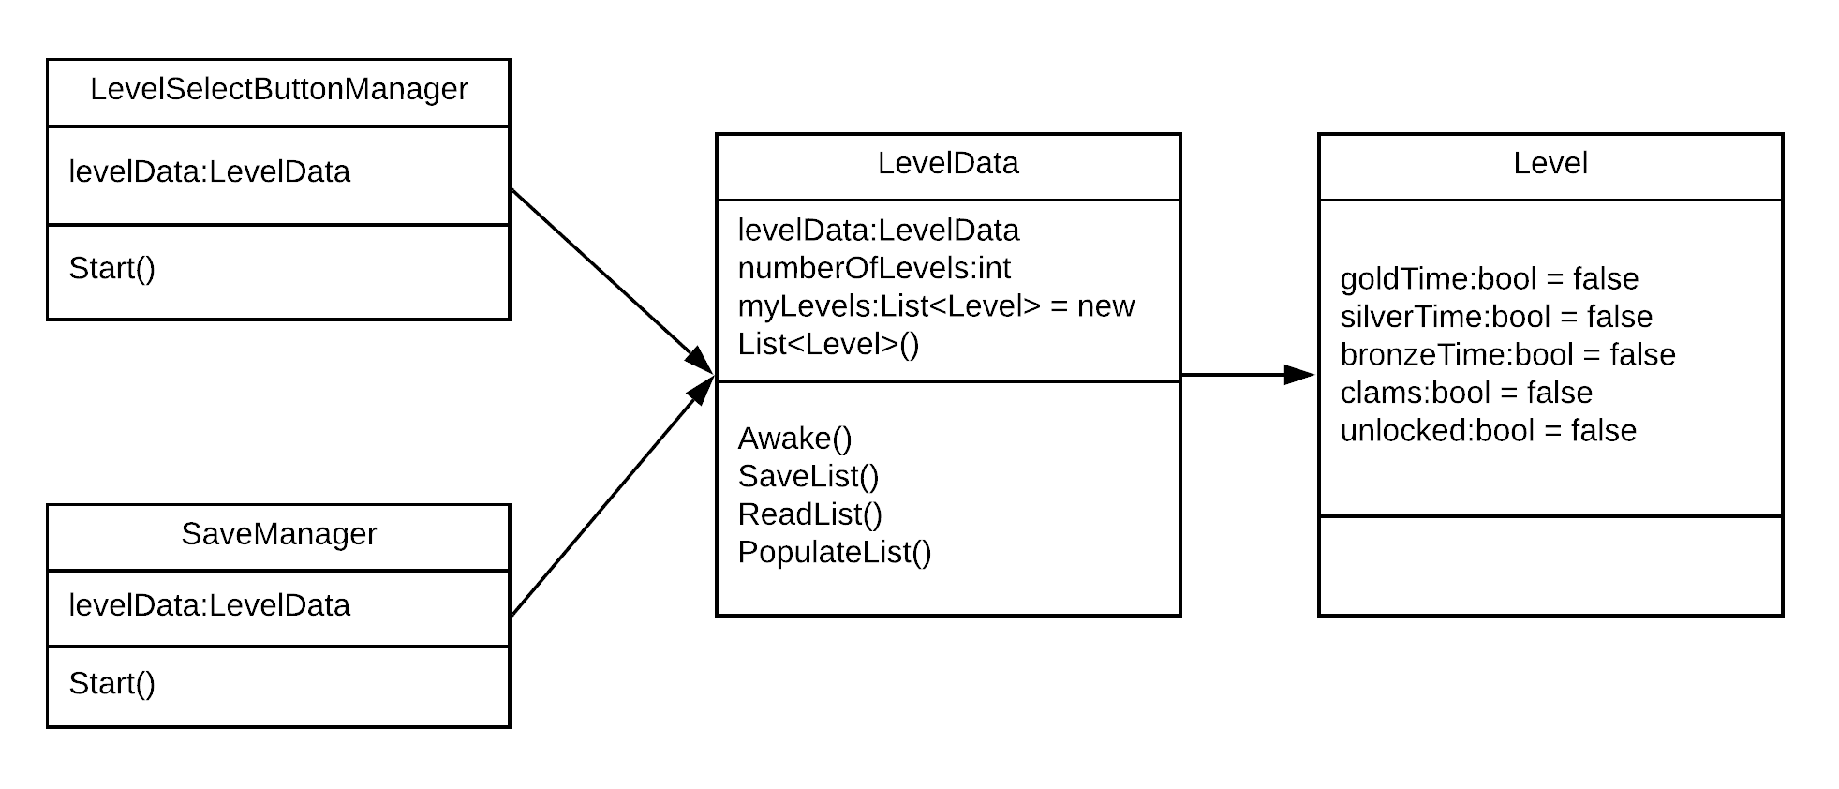 LevelSelectButtonManager
levelData:LevelData
Start()
SaveManager
levelData:LevelData
Start()
LevelData
levelData:LevelData
numberOfLevels:int
myLevels:List<Level> = new
List<Level>()
Awake()
SaveList()
ReadList()
PopulateList()
Level
goldTime:bool = false
silverTime:bool = false
bronzeTime:bool = false
clams:bool = false
unlocked:bool = false